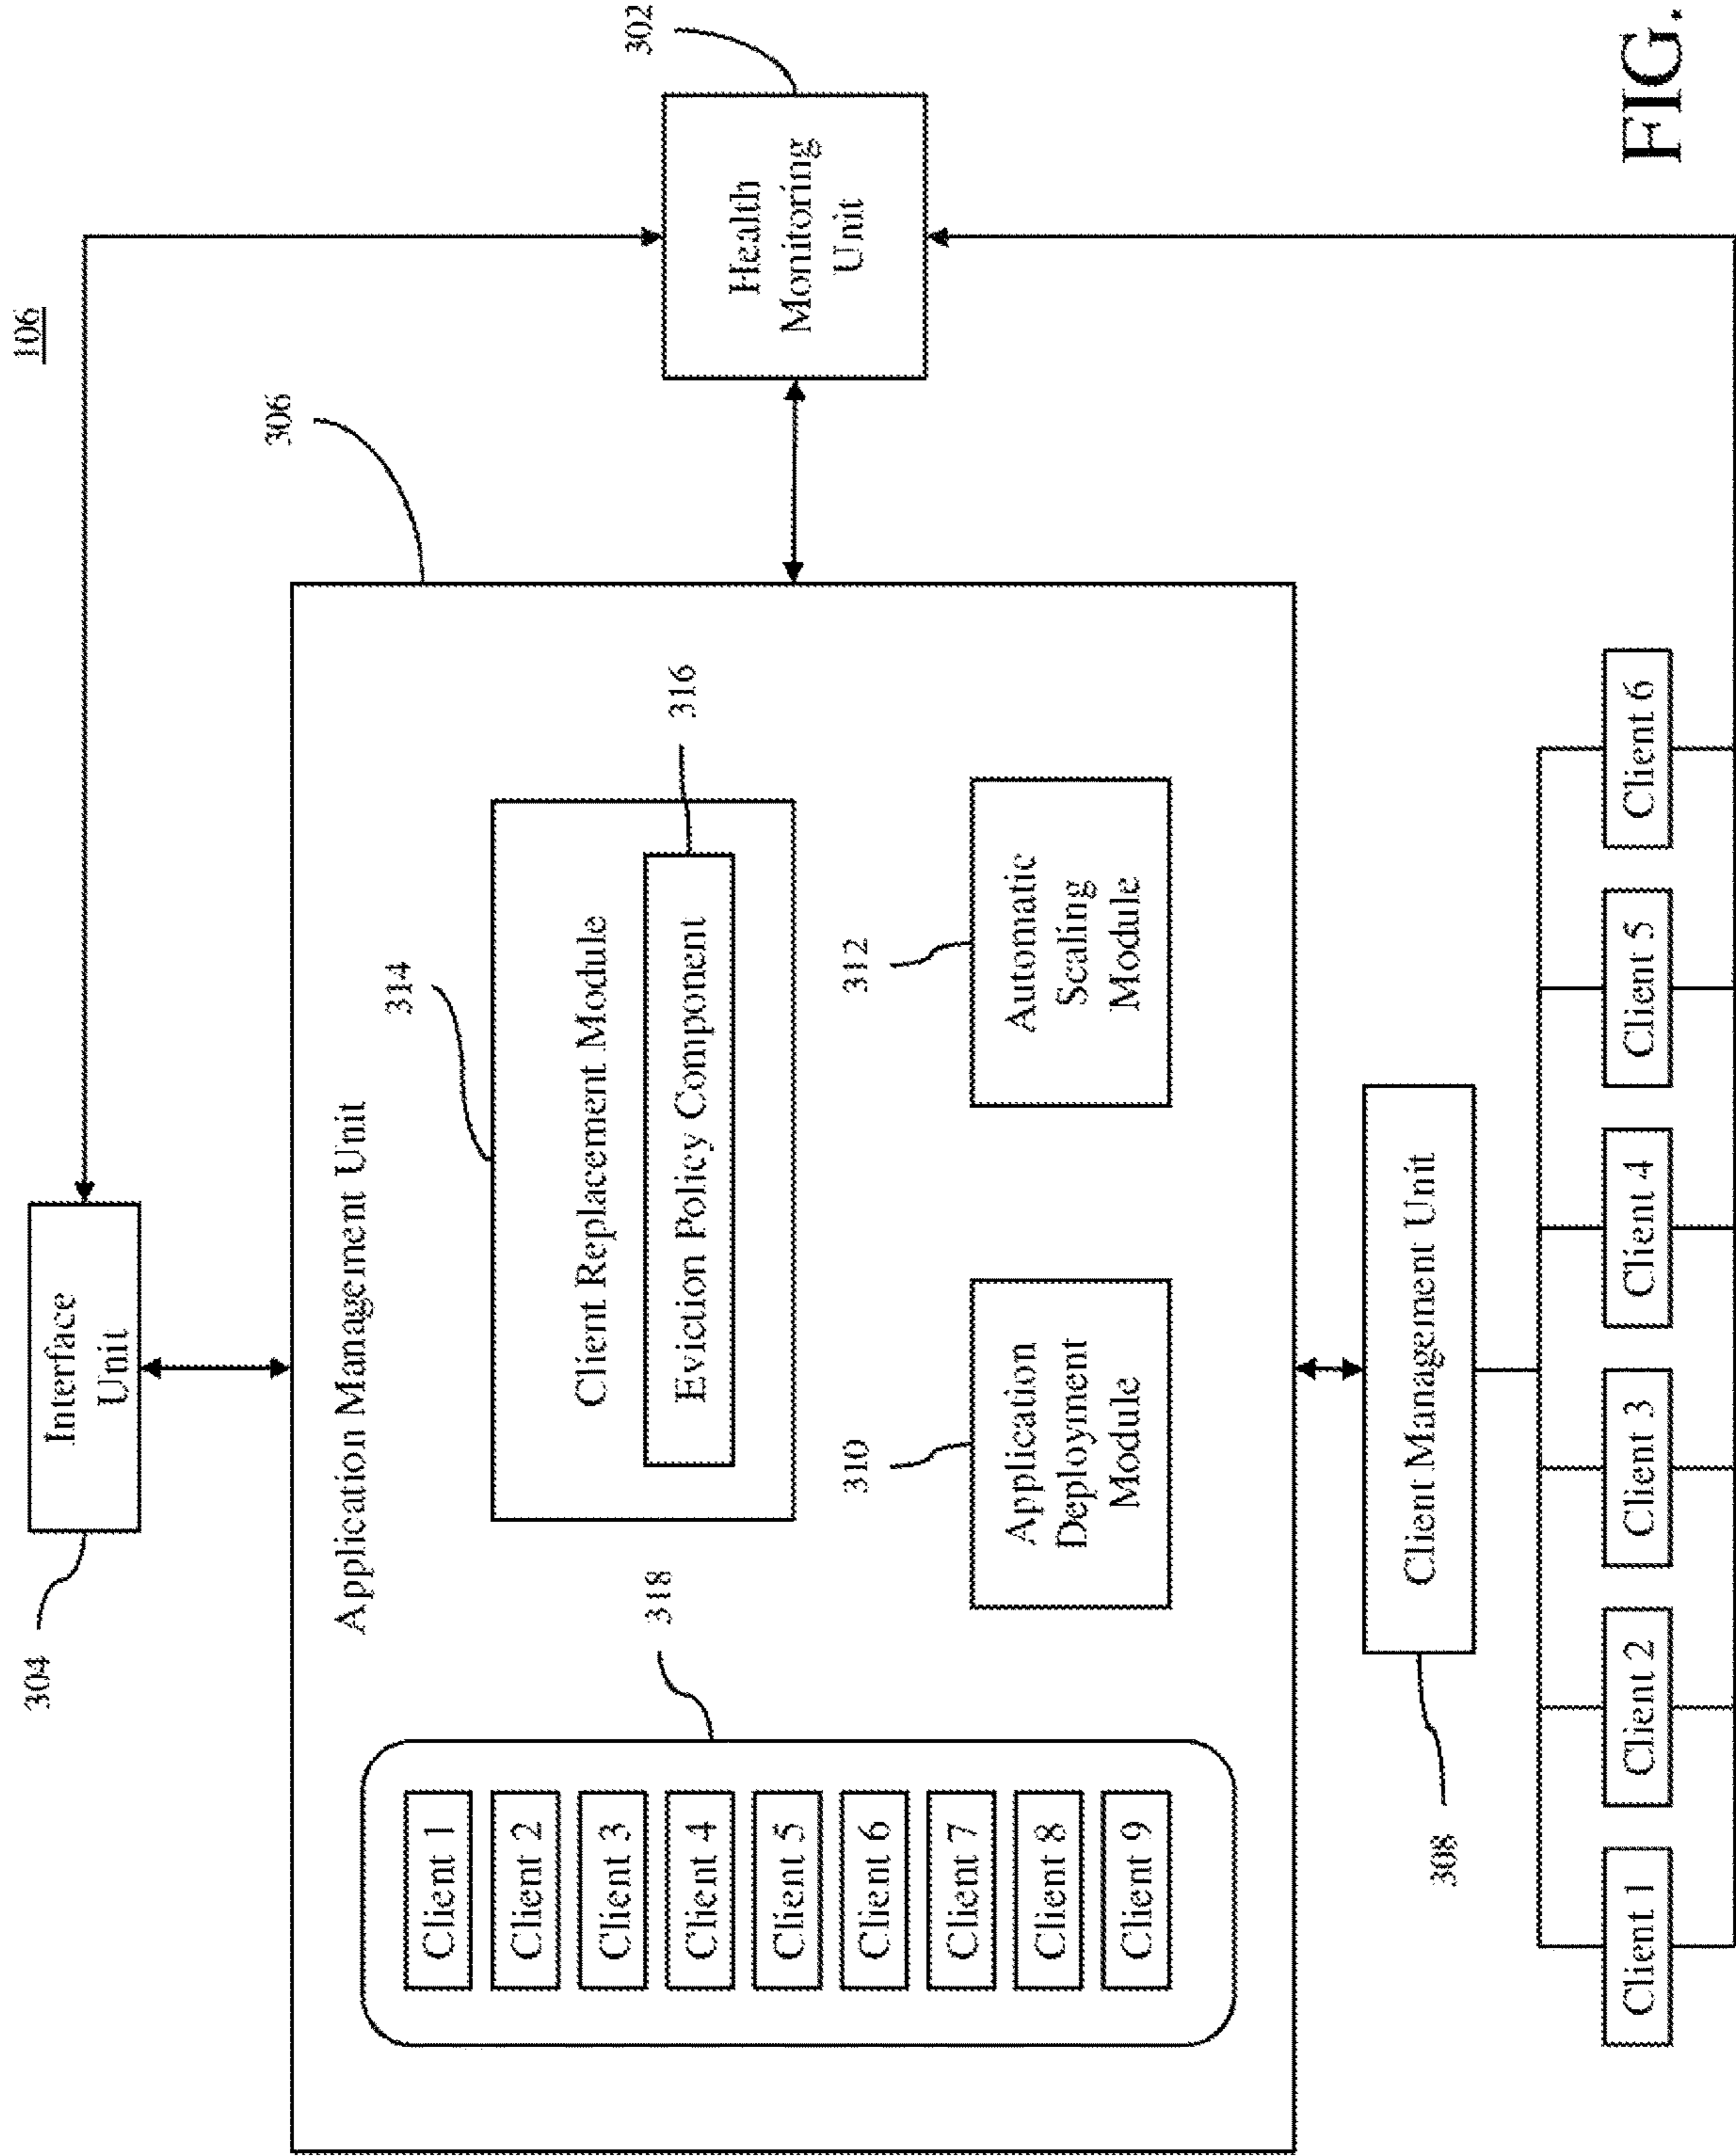 106
304
Interface
Unit
306
302
Health
Monitoring
Unit
Application Management Unit
318
Client 1
Client 2
Client 3
Client 4
Client 5
Client 6
Client 7
Client 8
Client 9
314
Client Replacement Module
316
Eviction Policy Component
310
Application
Deployment
Module
312
Automatic
Scaling
Module
308
Client Management Unit
Client 1
Client 2
Client 3
Client 4
Client 5
Client 6
FIG.